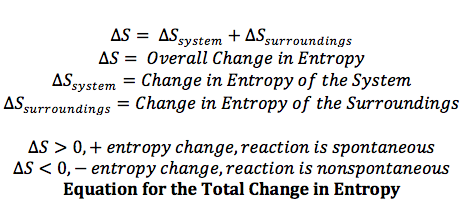 ΔS = ΔS_system + ΔS_surroundings
ΔS = Overall Change in Entropy
ΔS_system = Change in Entropy of the System
ΔS_surroundings = Change in Entropy of the Surroundings
ΔS > 0, + entropy change, reaction is spontaneous
ΔS < 0, − entropy change, reaction is nonspontaneous
Equation for the Total Change in Entropy